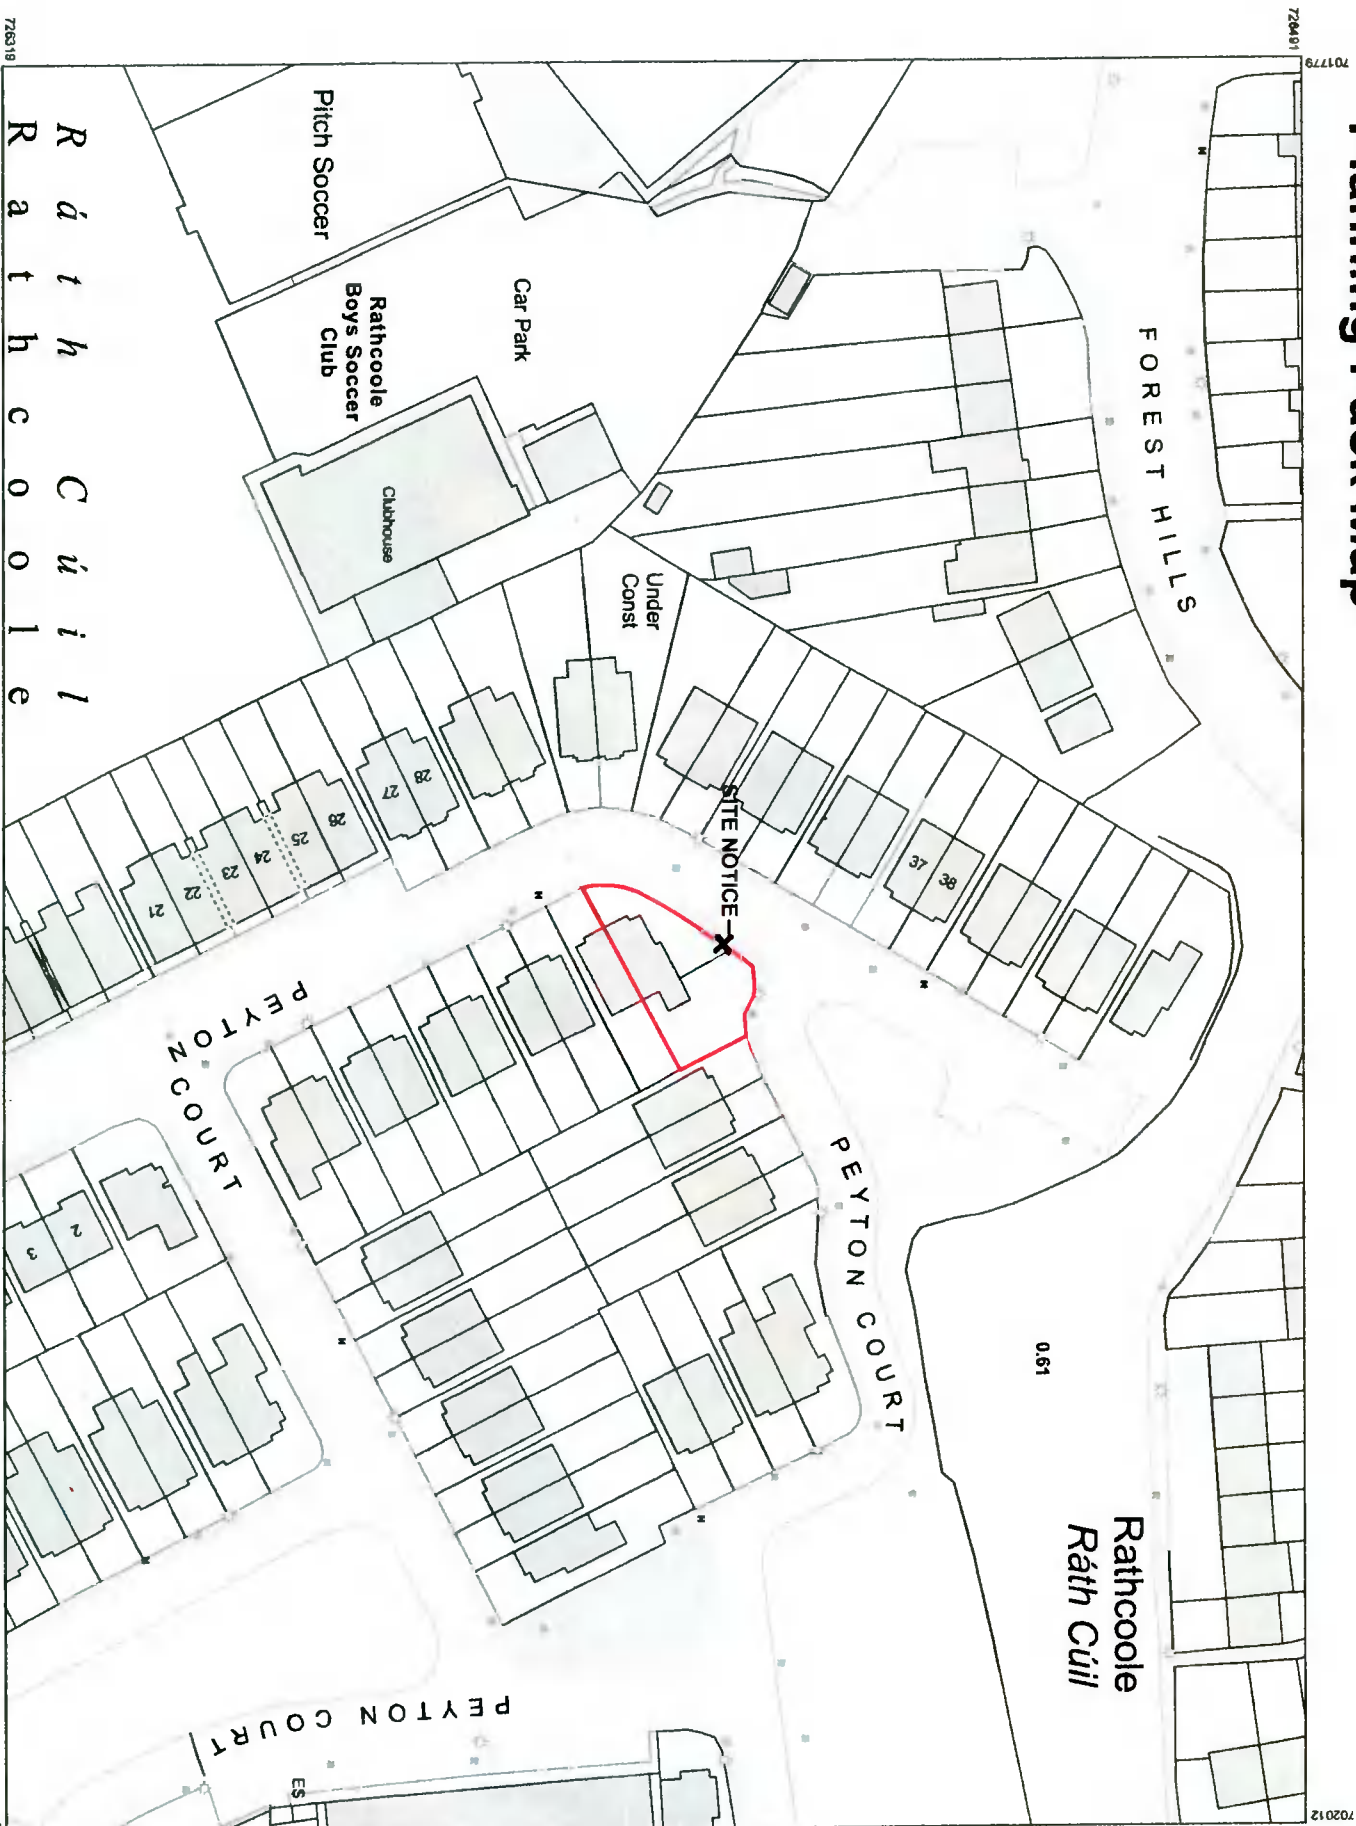 Planning Pack Map
726319
726491
701779
702012
Pitch Soccer
Car Park
Rathcoole
Boys Soccer
Club
Clubhouse
Ráth Cúil
Rathcoole
FOREST HILLS
Under
Const
SITE NOTICE
37
38
28
27
26
25
24
23
22
21
2
3
PEYTON COURT
PEYTON COURT
PEYTON COURT
0.61
Rathcoole
Ráth Cúil
ES